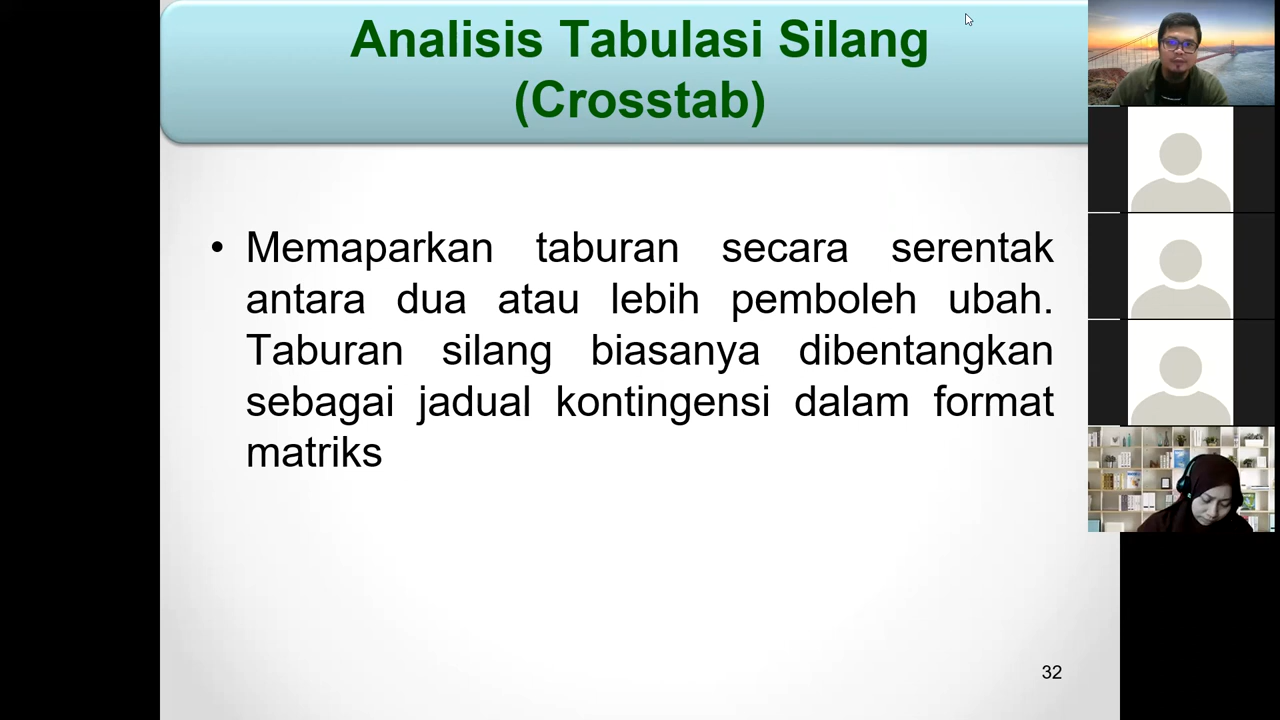 Analisis Tabulasi Silang
(Crosstab)
• Memaparkan taburan secara serentak
antara dua atau lebih pemboleh ubah.
Taburan silang biasanya dibentangkan
sebagai jadual kontingensi dalam format
matriks
32